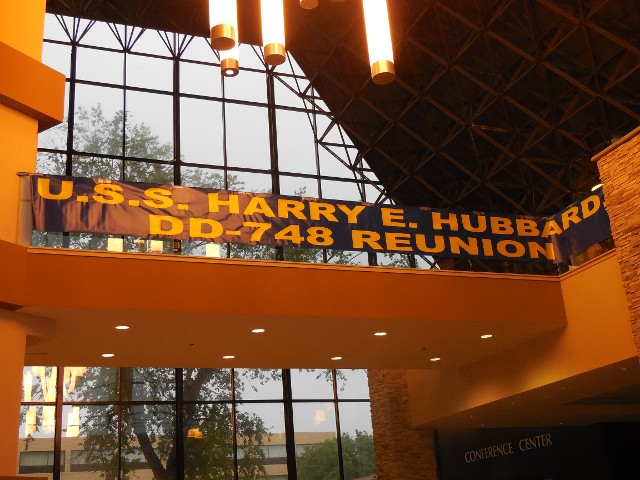 U.S.S. HARRY E. HUBBARD
DD-748 REUNION
CONFERENCE CENTER